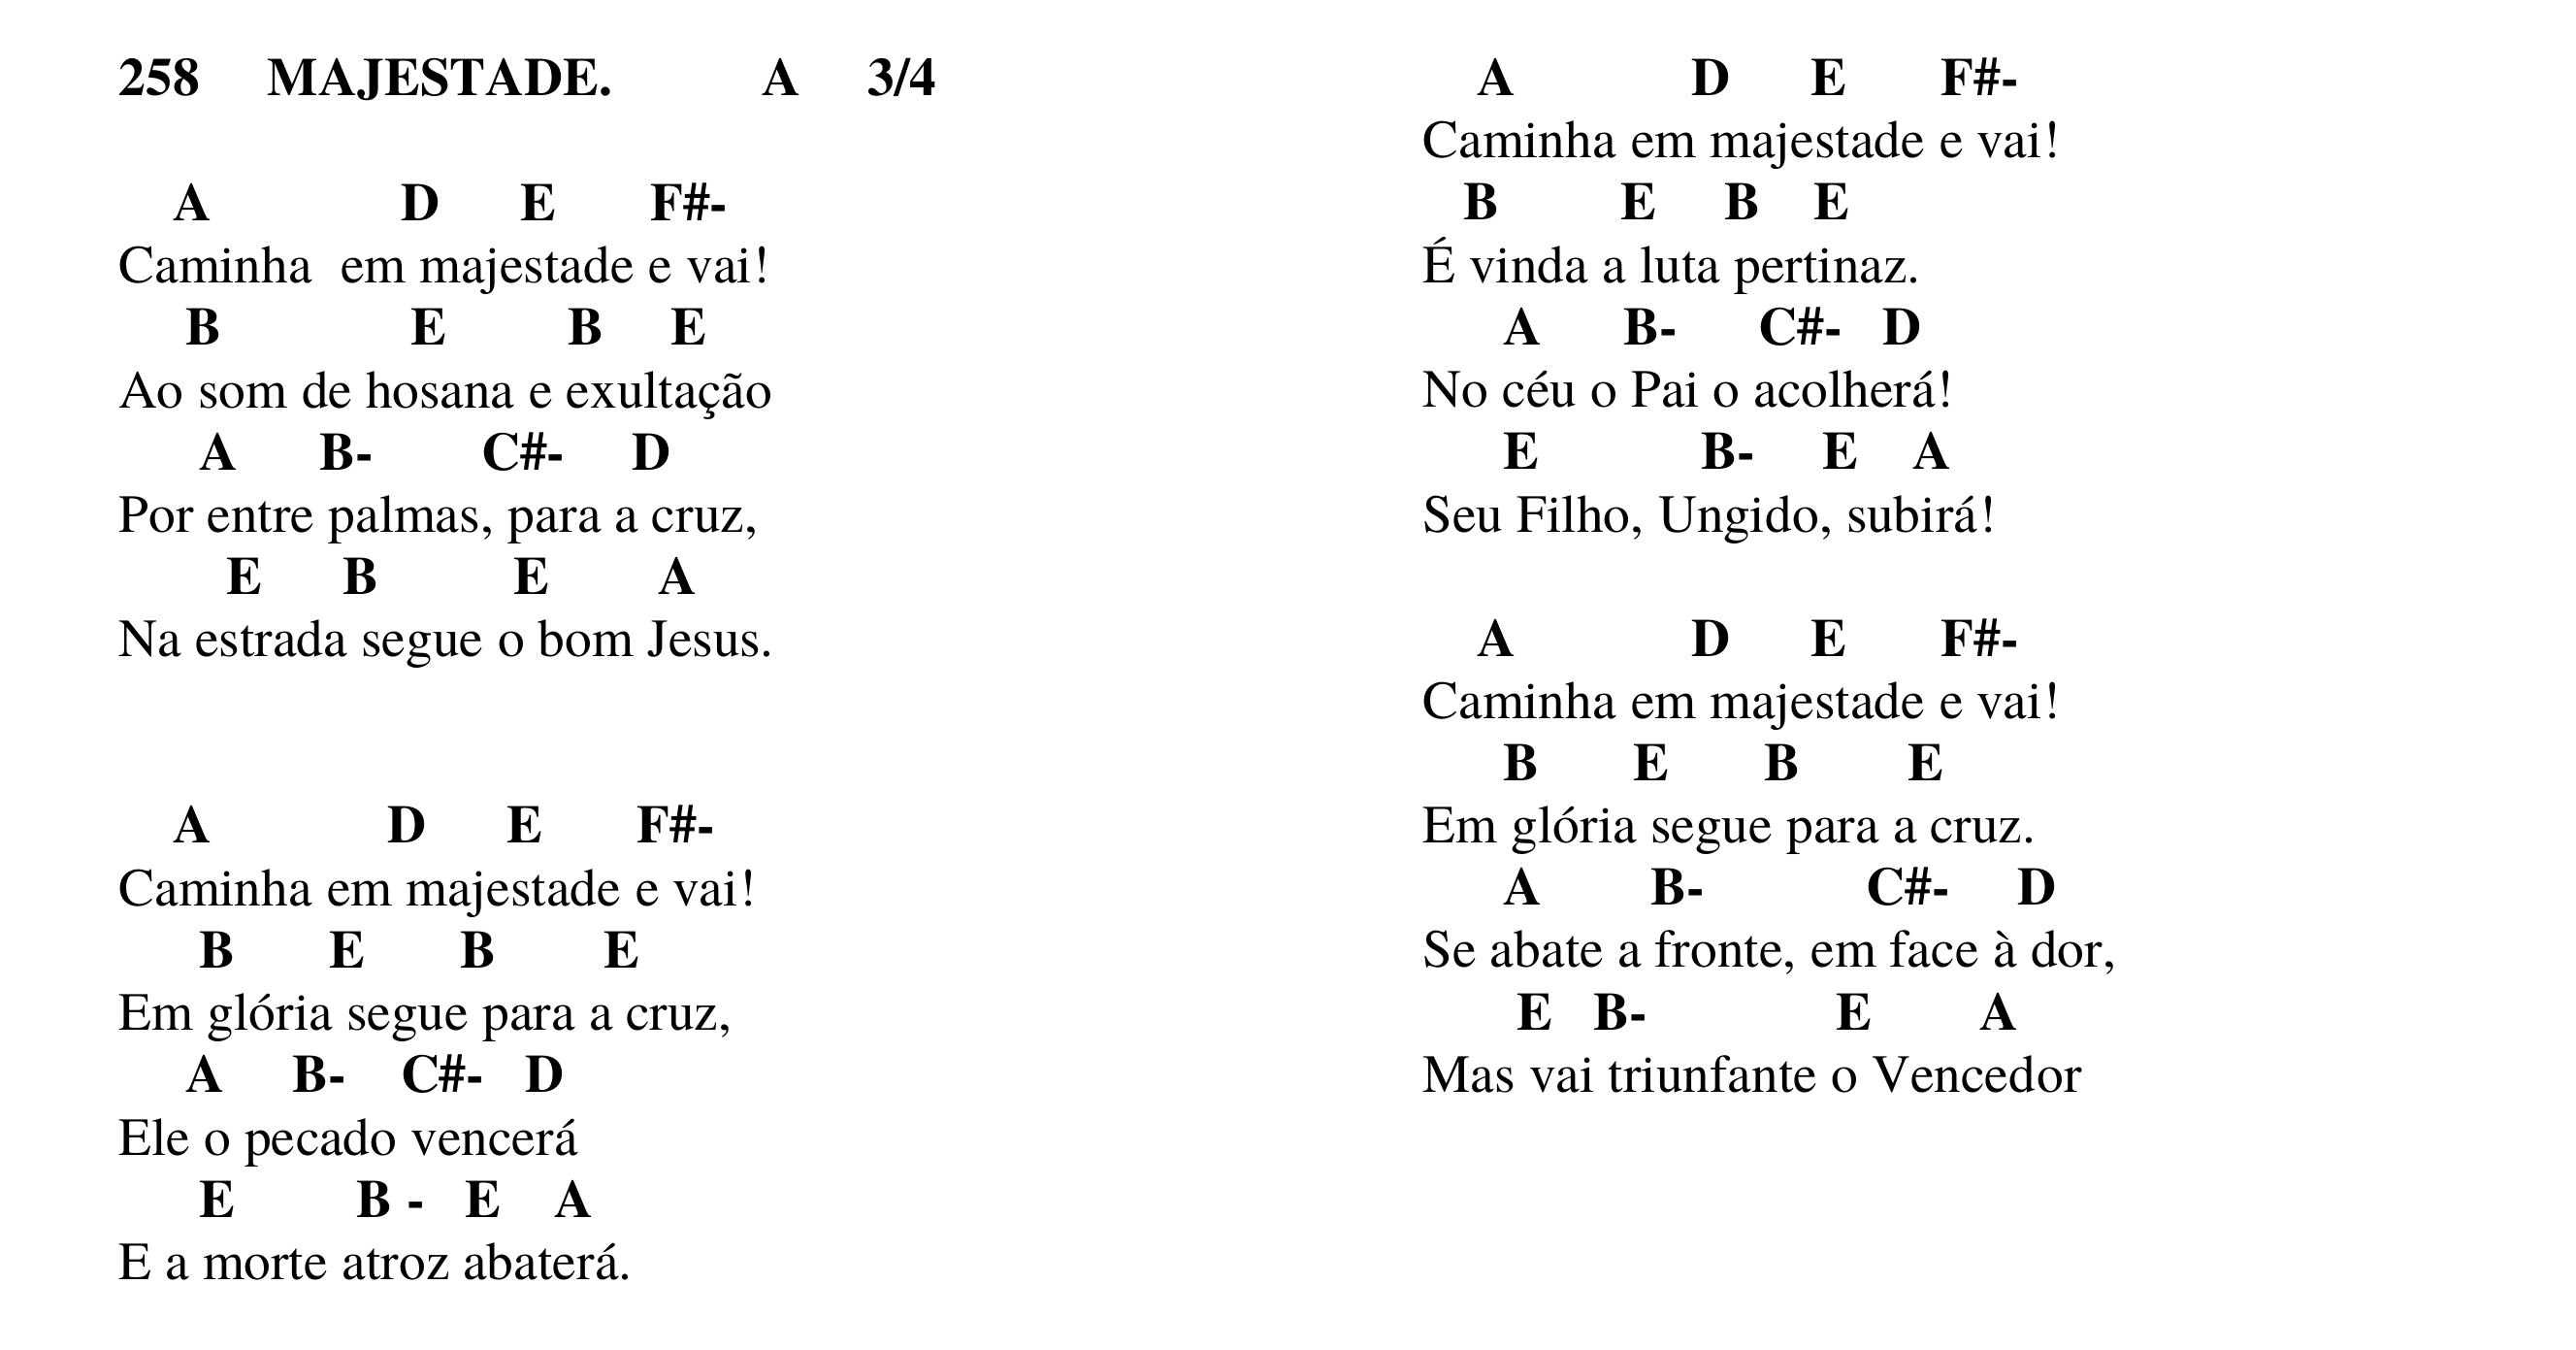 258 MAJESTADE. A 3/4
A D E F#-
Caminha em majestade e vai!
B E B E
Ao som de hosana e exultação
A B- C#- D
Por entre palmas, para a cruz,
E B E A
Na estrada segue o bom Jesus.
A D E F#-
Caminha em majestade e vai!
B E B E
Em glória segue para a cruz,
A B- C#- D
Ele o pecado vencerá
E B - E A
E a morte atroz abaterá.
A D E F#-
Caminha em majestade e vai!
B E B E
É vinda a luta pertinaz.
A B- C#- D
No céu o Pai o acolherá!
E B- E A
Seu Filho, Ungido, subirá!
A D E F#-
Caminha em majestade e vai!
B E B E
Em glória segue para a cruz.
A B- C#- D
Se abate a fronte, em face à dor,
E B- E A
Mas vai triunfante o Vencedor